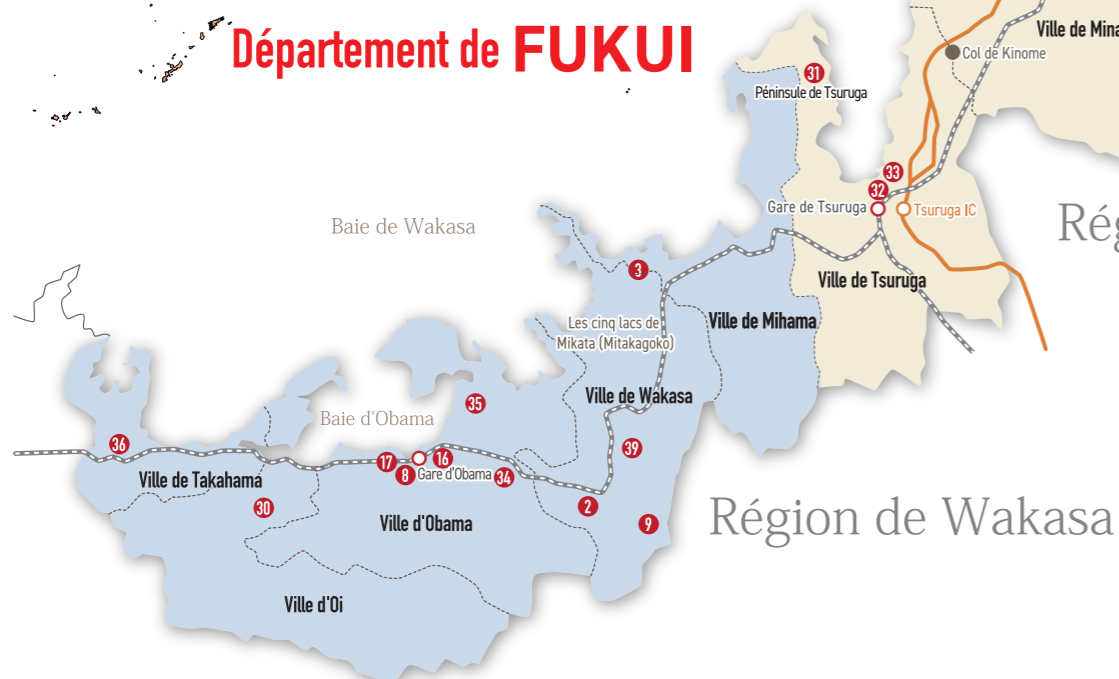 Département de FUKUI
Ville de Mina
Col de Kinome
31
Péninsule de Tsuruga
33
32
Gare de Tsuruga
Tsuruga IC
Rég
Baie de Wakasa
3
Ville de Tsuruga
Les cinq lacs de
Mikata (Mitakagoko)
Ville de Mihama
Ville de Wakasa
35
Baie d'Obama
36
39
17
16
8
Gare d'Obama
34
Ville de Takahama
30
2
9
Ville d'Obama
Région de Wakasa
Ville d'Oi